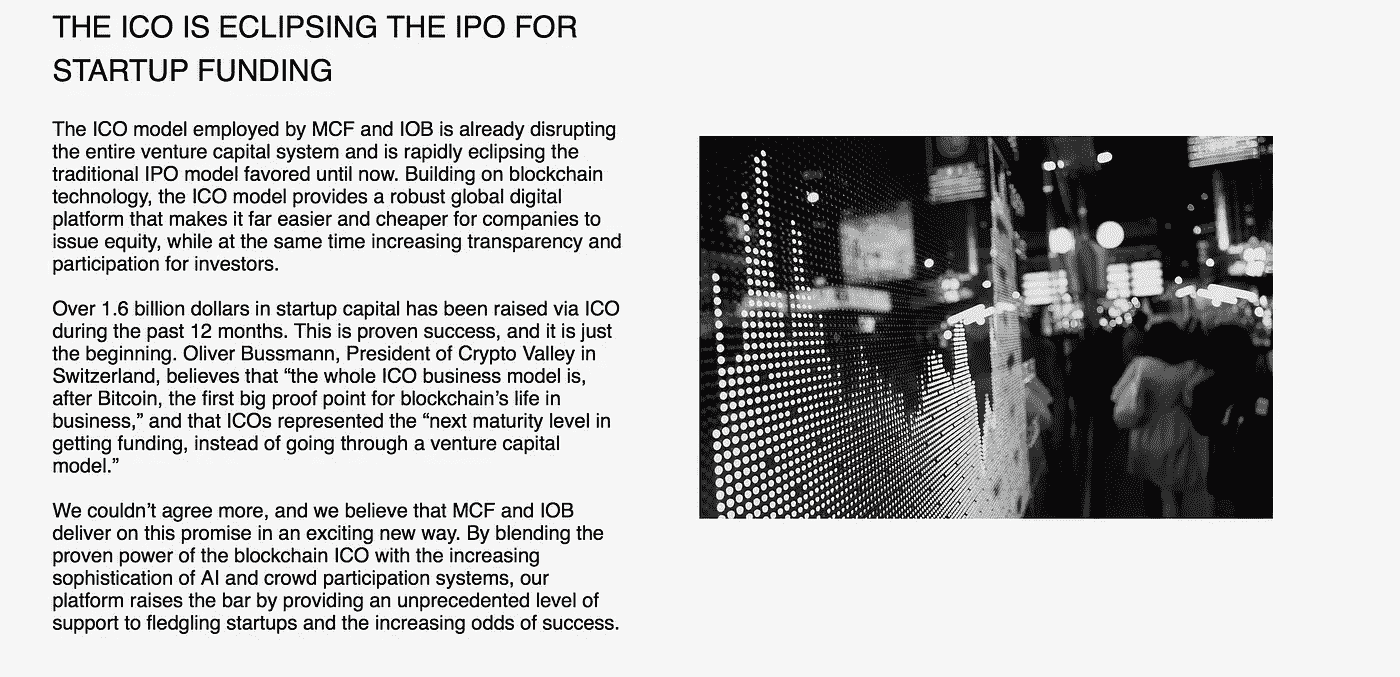 THE ICO IS ECLIPSING THE IPO FOR
STARTUP FUNDING
The ICO model employed by MCF and IOB is already disrupting
the entire venture capital system and is rapidly eclipsing the
traditional IPO model favored until now. Building on blockchain
technology, the ICO model provides a robust global digital
platform that makes it far easier and cheaper for companies to
issue equity, while at the same time increasing transparency and
participation for investors.
Over 1.6 billion dollars in startup capital has been raised via ICO
during the past 12 months. This is proven success, and it is just
the beginning. Oliver Bussmann, President of Crypto Valley in
Switzerland, believes that “the whole ICO business model is,
after Bitcoin, the first big proof point for blockchain’s life in
business,” and that ICOs represented the “next maturity level in
getting funding, instead of going through a venture capital
model.”
We couldn’t agree more, and we believe that MCF and IOB
deliver on this promise in an exciting new way. By blending the
proven power of the blockchain ICO with the increasing
sophistication of AI and crowd participation systems, our
platform raises the bar by providing an unprecedented level of
support to fledgling startups and the increasing odds of success.